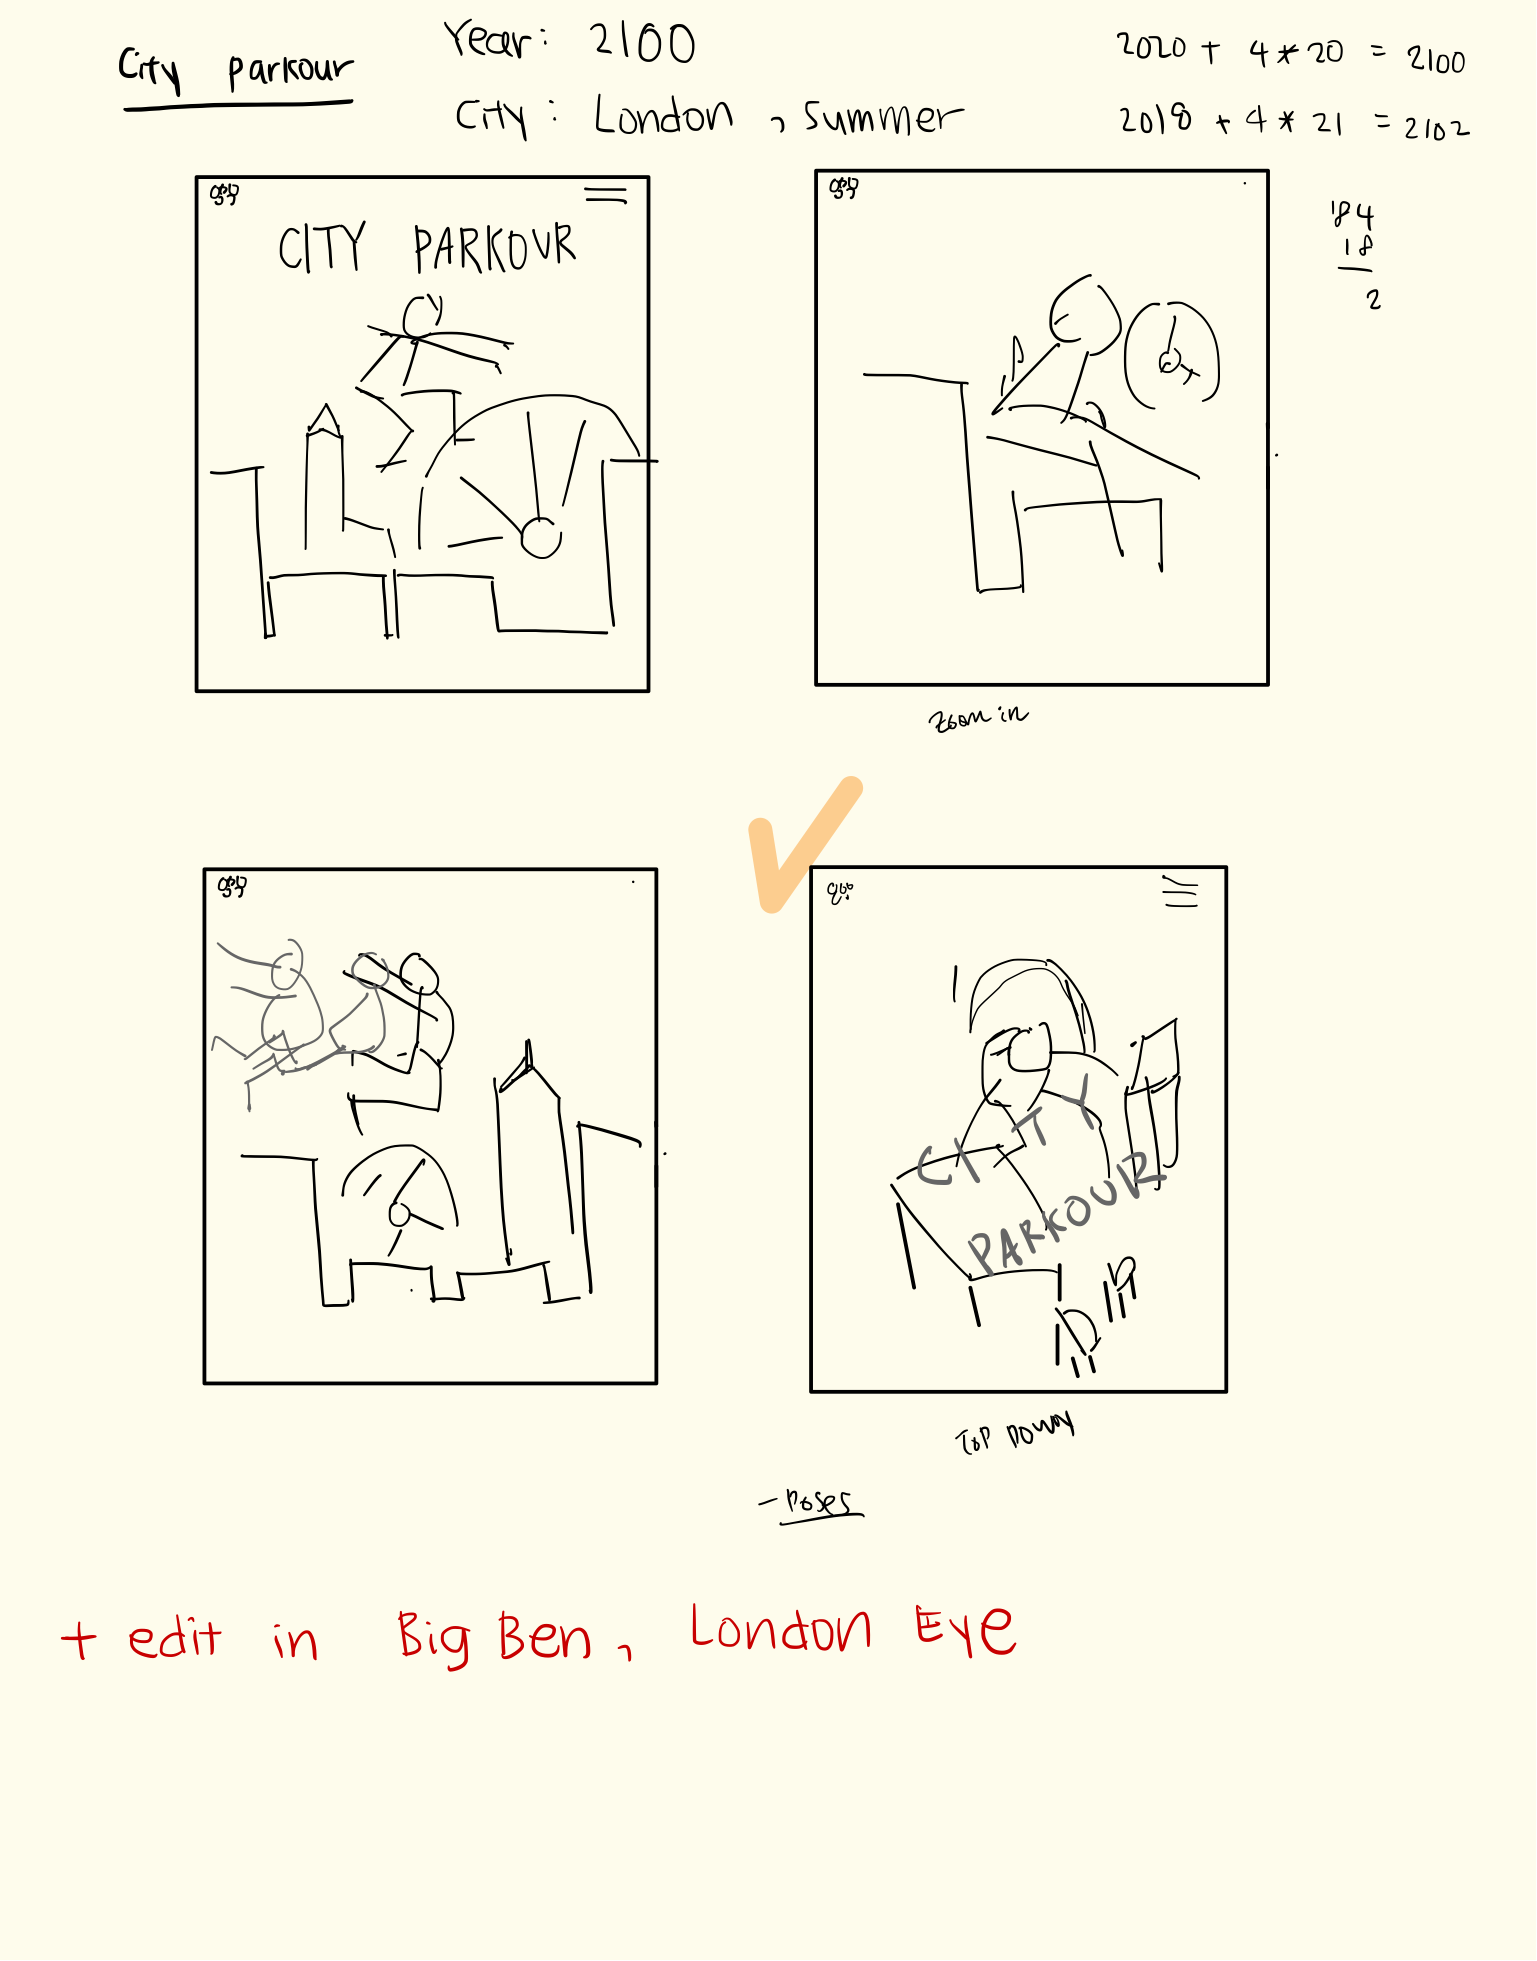 City parkour
Year: 2100
City: London, Summer
2020 + 4 * 20 = 2100
2018 + 4 * 21 = 2102
'84
18
2
CITY PARKOUR
Zoom in
CITY
PARKOUR
TOP DOWN
- Poses
+ edit in Big Ben, London Eye